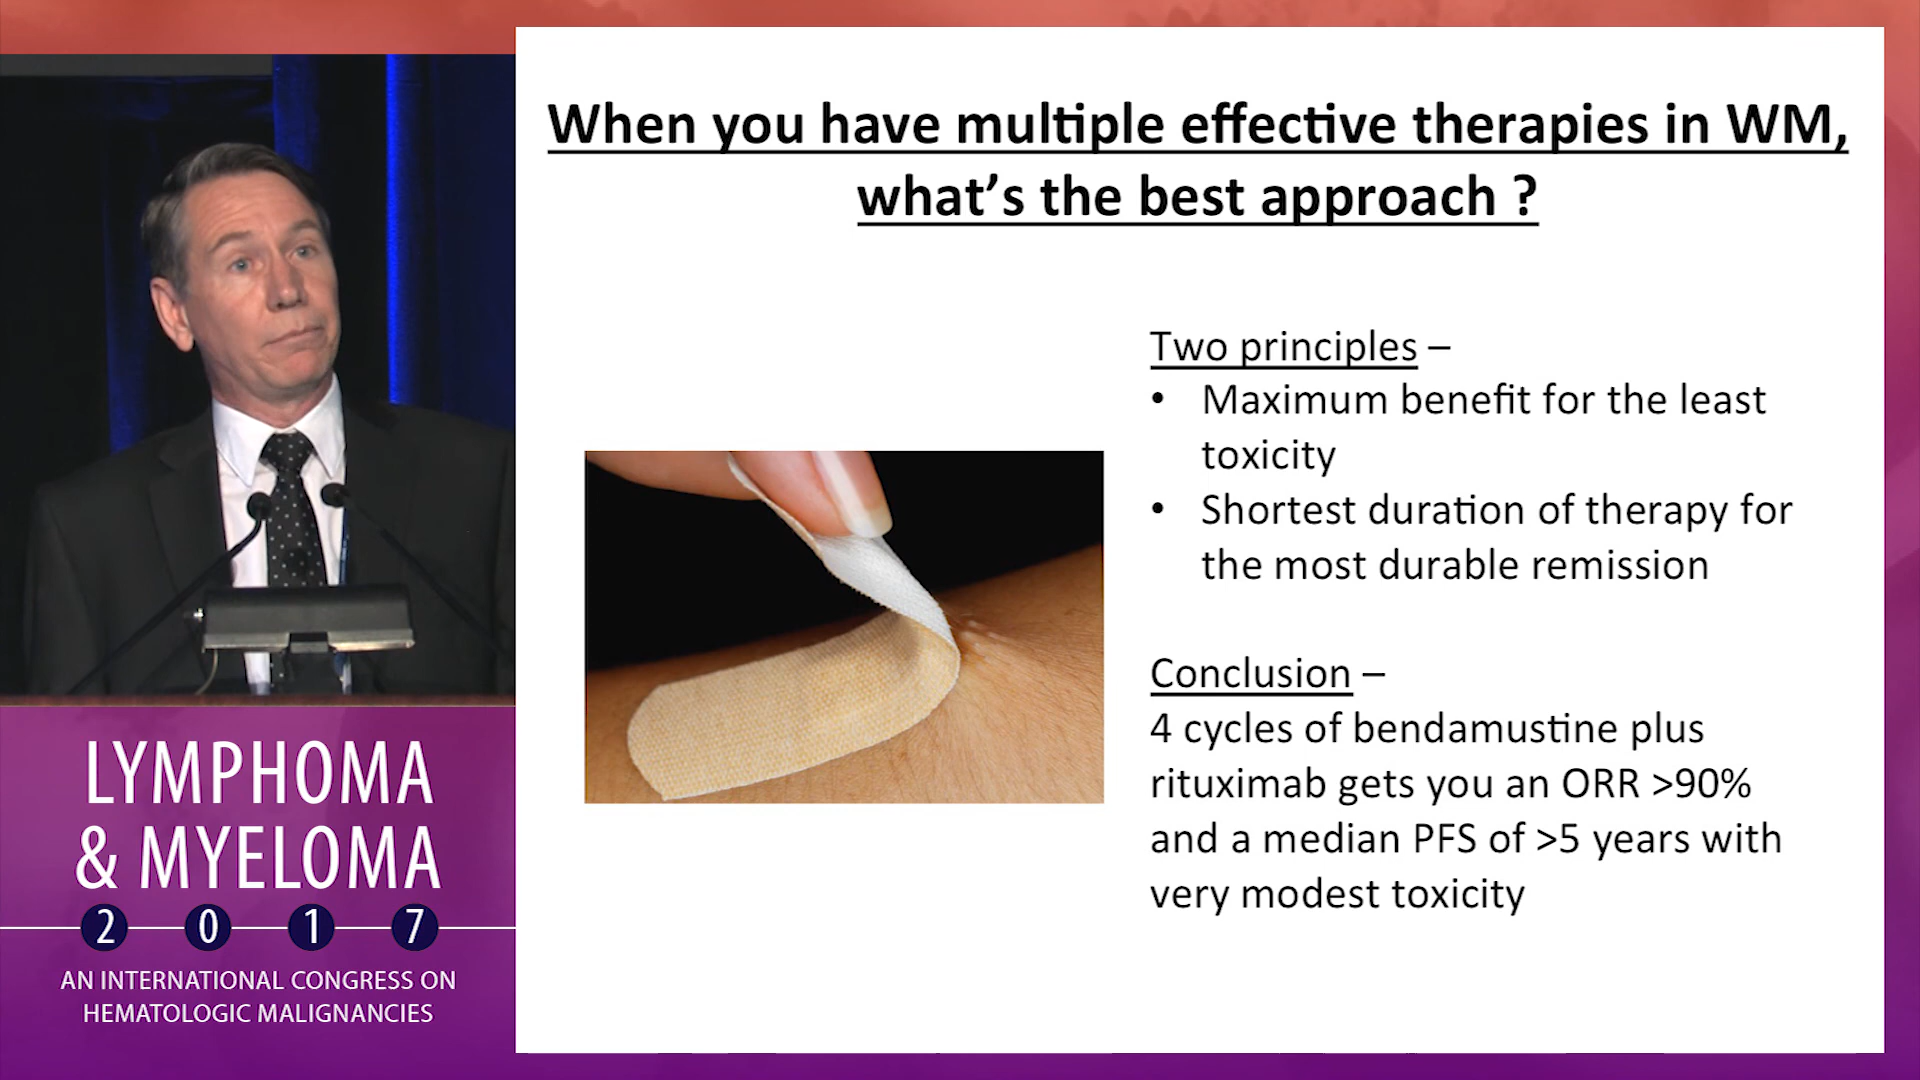 When you have multiple effective therapies in WM,
what's the best approach ?
Two principles –
• Maximum benefit for the least
toxicity
• Shortest duration of therapy for
the most durable remission
Conclusion –
4 cycles of bendamustine plus
rituximab gets you an ORR >90%
and a median PFS of >5 years with
very modest toxicity
LYMPHOMA
& MYELOMA
2 0 1 7
AN INTERNATIONAL CONGRESS ON
HEMATOLOGIC MALIGNANCIES